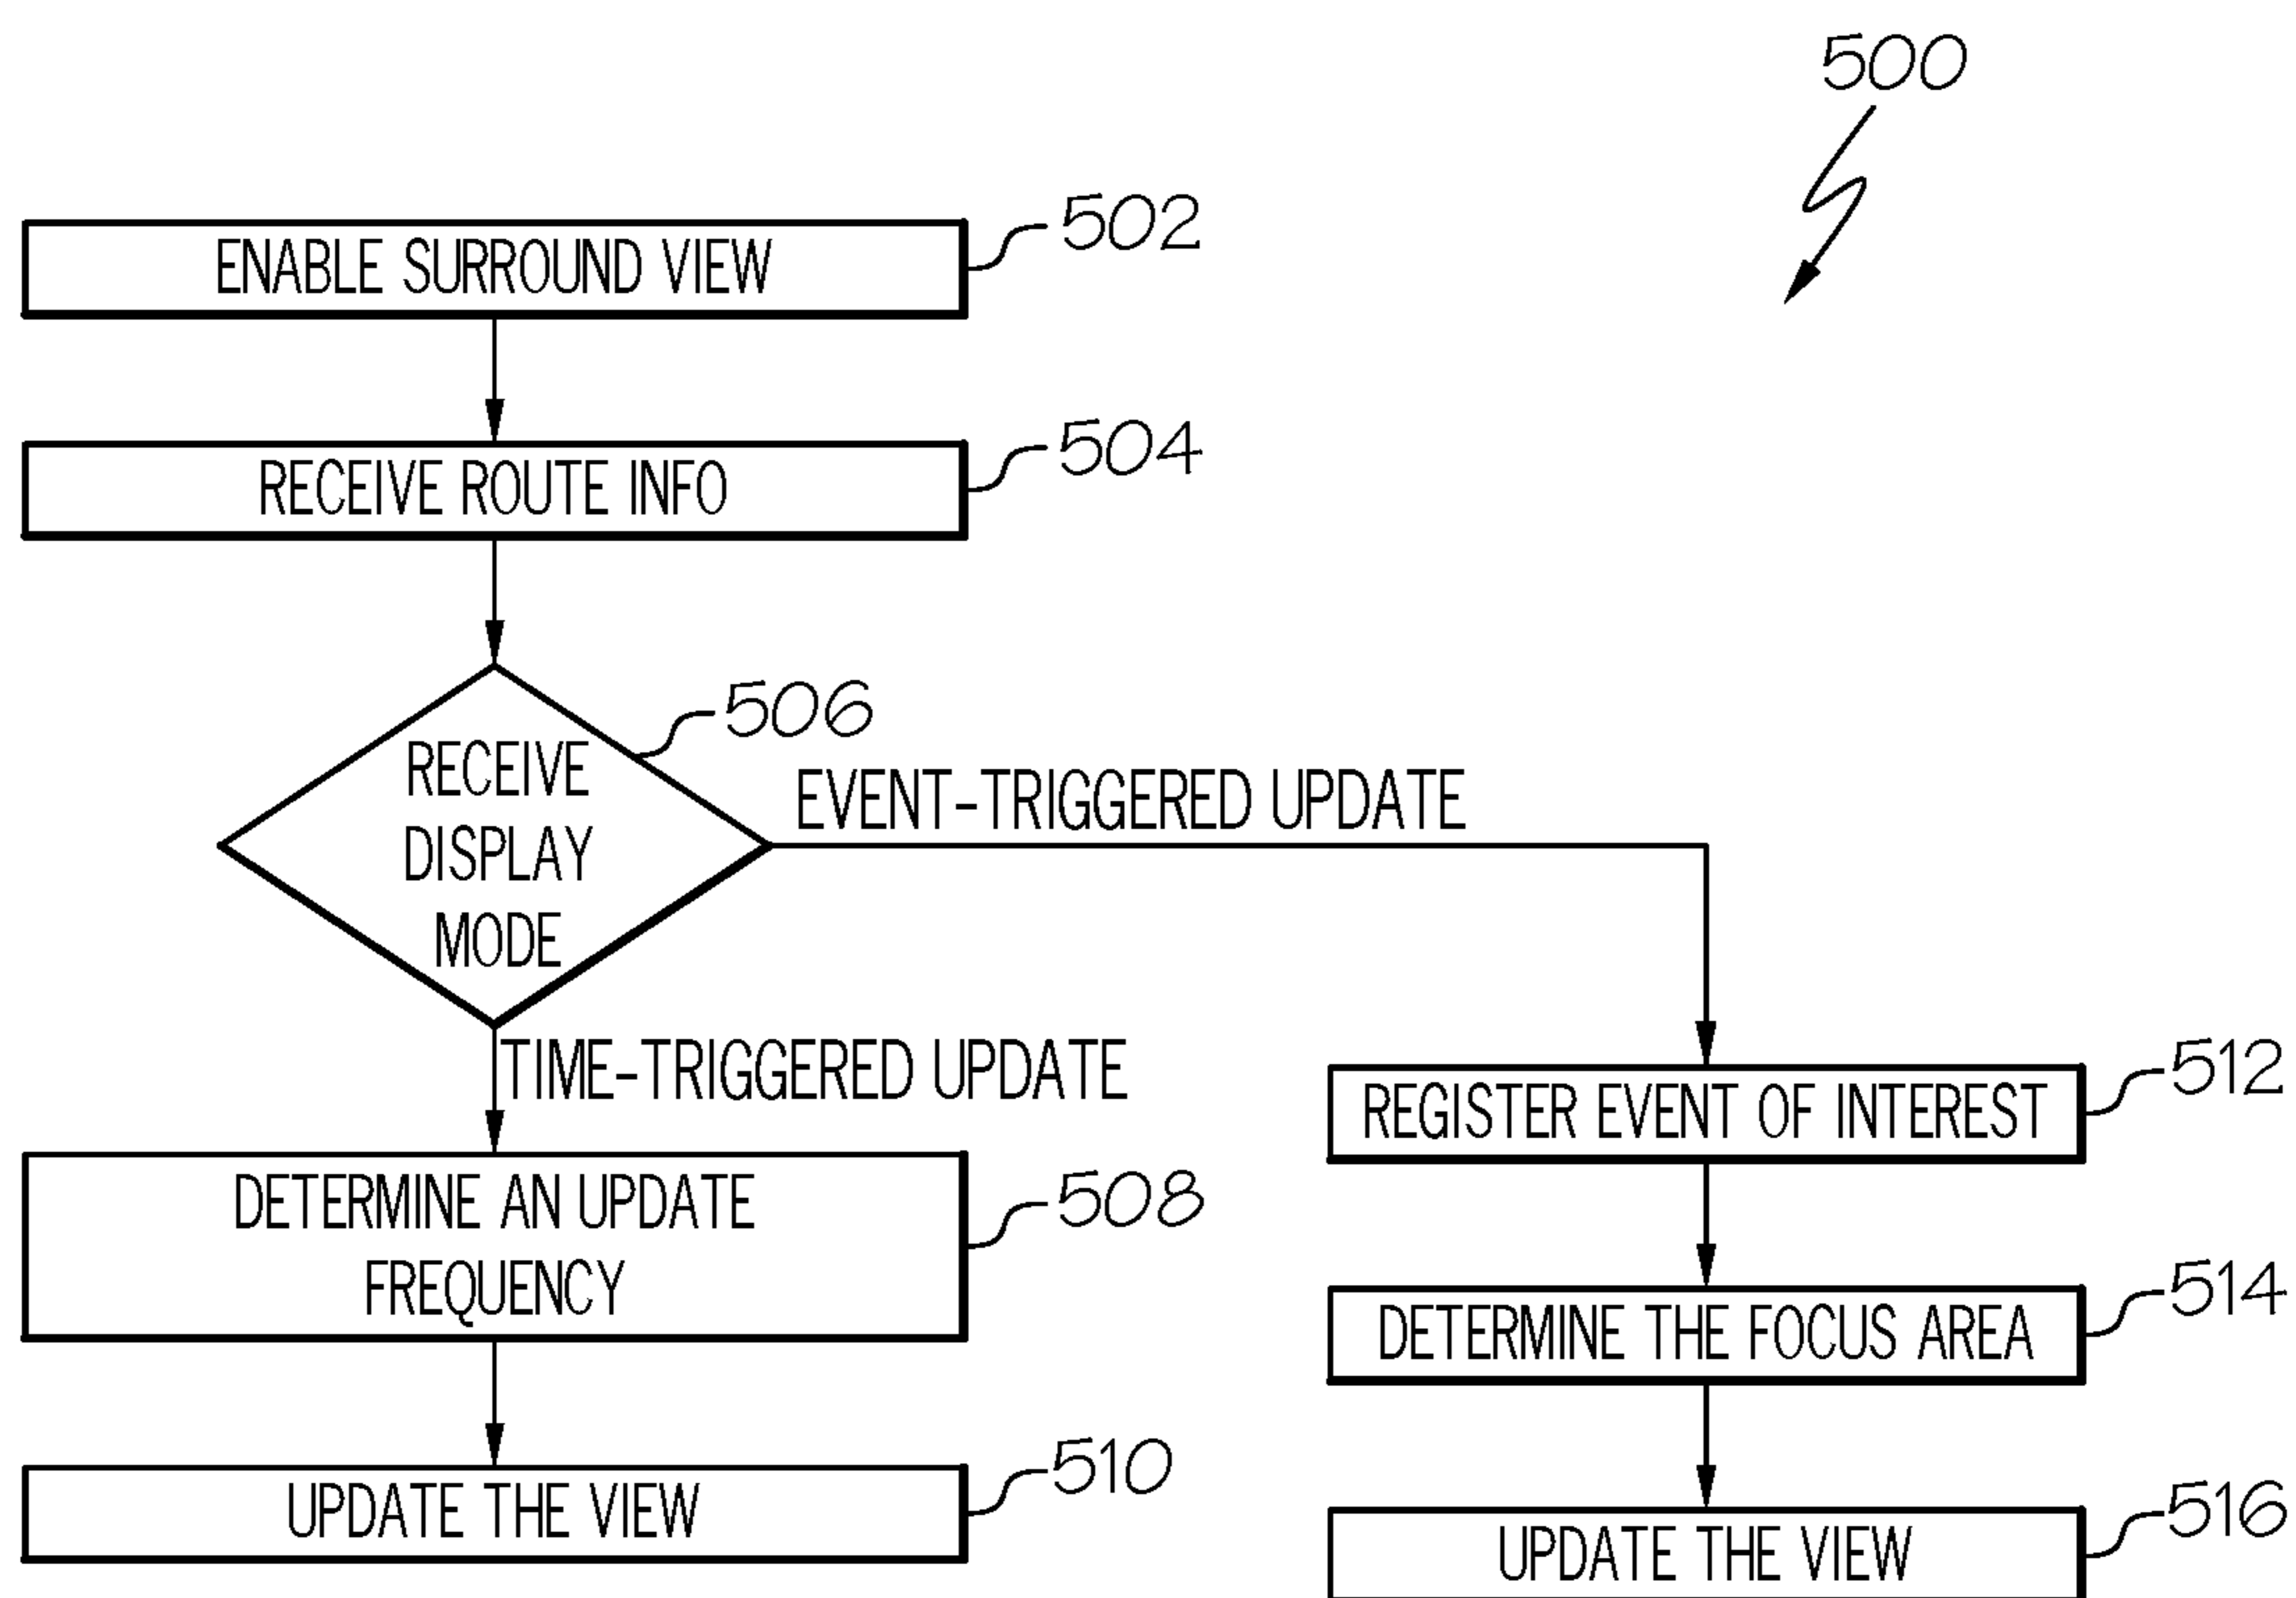 500
ENABLE SURROUND VIEW
502
RECEIVE ROUTE INFO
504
RECEIVE
DISPLAY
MODE
506
EVENT-TRIGGERED UPDATE
TIME-TRIGGERED UPDATE
DETERMINE AN UPDATE
FREQUENCY
508
UPDATE THE VIEW
510
REGISTER EVENT OF INTEREST
512
DETERMINE THE FOCUS AREA
514
UPDATE THE VIEW
516